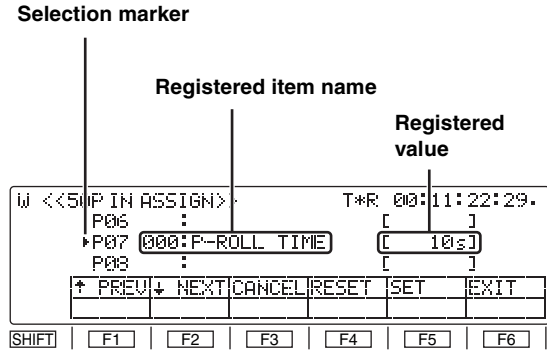 Selection marker
Registered item name
Registered
value
W <<50P IN ASSIGN>> T*R 00:11:22:29.
P06 : [ ]
▶P07 000:P-ROLL TIME [ 10s]
P08 : [ ]
↑ PREV ↓ NEXT CANCEL RESET SET EXIT
SHIFT F1 F2 F3 F4 F5 F6